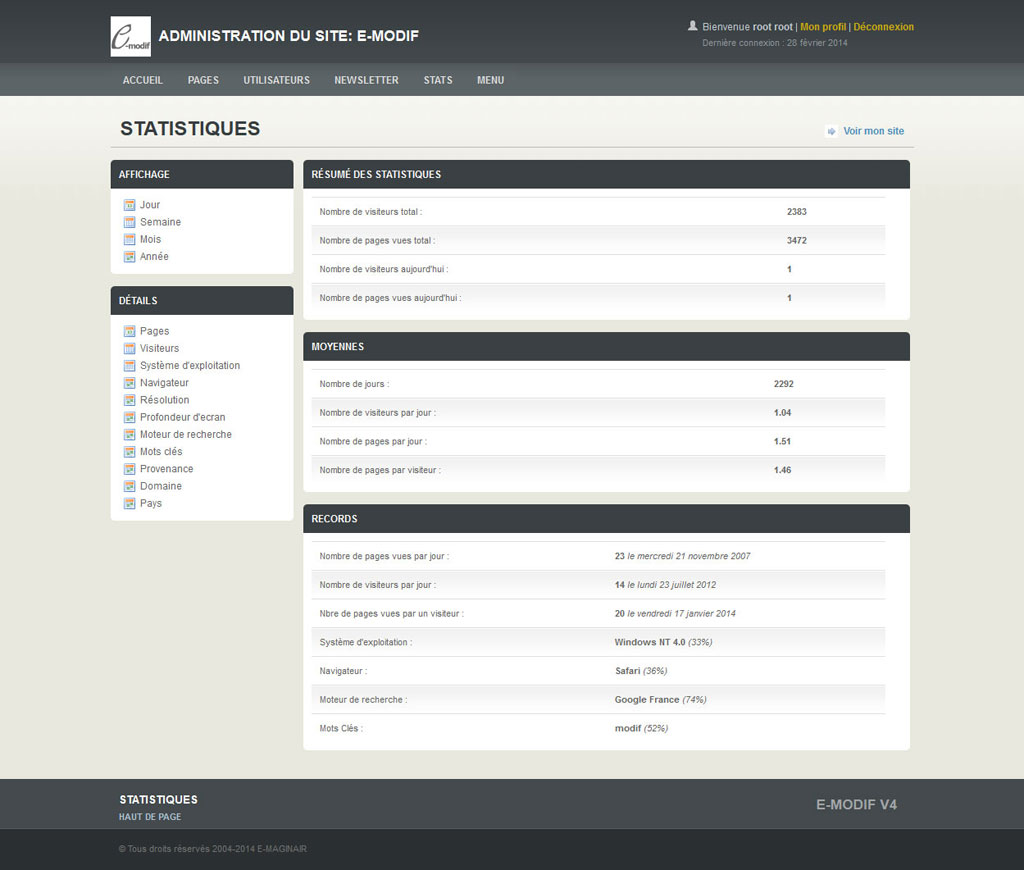 e-modif
ADMINISTRATION DU SITE: E-MODIF
Bienvenue root root | Mon profil | Déconnexion
Dernière connexion : 28 février 2014
ACCUEIL PAGES UTILISATEURS NEWSLETTER STATS MENU
STATISTIQUES
Voir mon site
AFFICHAGE
Jour
Semaine
Mois
Année
DÉTAILS
Pages
Visiteurs
Système d'exploitation
Navigateur
Résolution
Profondeur d'ecran
Moteur de recherche
Mots clés
Provenance
Domaine
Pays
RÉSUMÉ DES STATISTIQUES
Nombre de visiteurs total : 2383
Nombre de pages vues total : 3472
Nombre de visiteurs aujourd'hui : 1
Nombre de pages vues aujourd'hui : 1
MOYENNES
Nombre de jours : 2292
Nombre de visiteurs par jour : 1.04
Nombre de pages par jour : 1.51
Nombre de pages par visiteur : 1.46
RECORDS
Nombre de pages vues par jour : 23 le mercredi 21 novembre 2007
Nombre de visiteurs par jour : 14 le lundi 23 juillet 2012
Nbre de pages vues par un visiteur : 20 le vendredi 17 janvier 2014
Système d'exploitation : Windows NT 4.0 (33%)
Navigateur : Safari (36%)
Moteur de recherche : Google France (74%)
Mots Clés : modif (52%)
STATISTIQUES
HAUT DE PAGE
E-MODIF V4
© Tous droits réservés 2004-2014 E-MAGINAIR